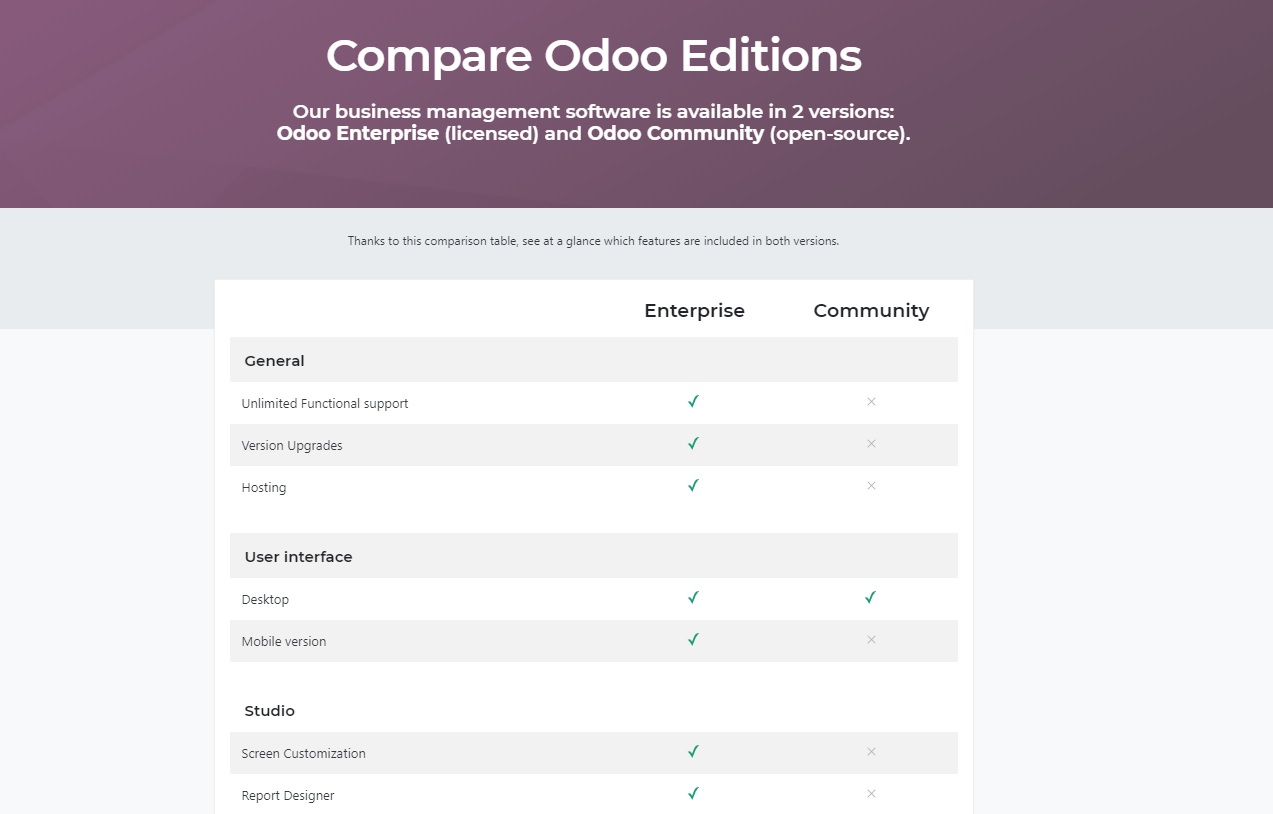 Compare Odoo Editions
Our business management software is available in 2 versions:
Odoo Enterprise (licensed) and Odoo Community (open-source).
Thanks to this comparison table, see at a glance which features are included in both versions.
Enterprise Community
General
Unlimited Functional support ✓ ×
Version Upgrades ✓ ×
Hosting ✓ ×
User interface
Desktop ✓ ✓
Mobile version ✓ ×
Studio
Screen Customization ✓ ×
Report Designer ✓ ×